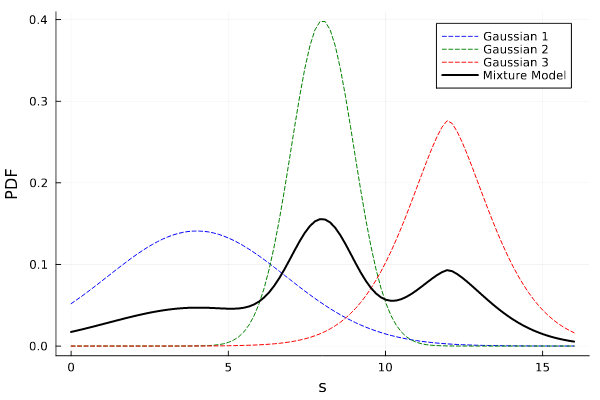 0.4
Gaussian 1
Gaussian 2
Gaussian 3
Mixture Model
0.3
PDF
0.2
0.1
0.0
0 5 10 15
s